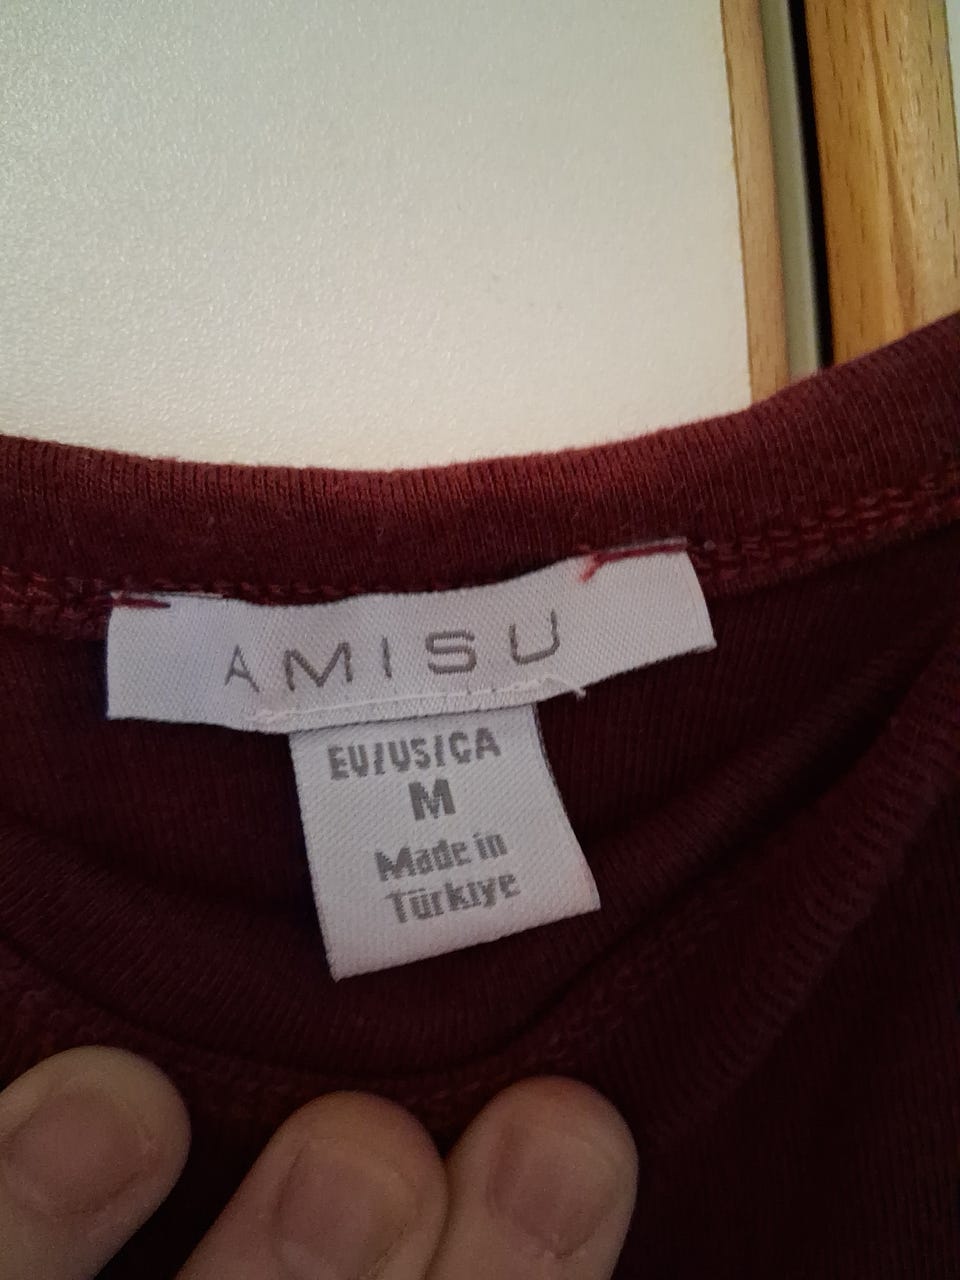 AMISU
EU/US/CA
M
Made in
Türkiye